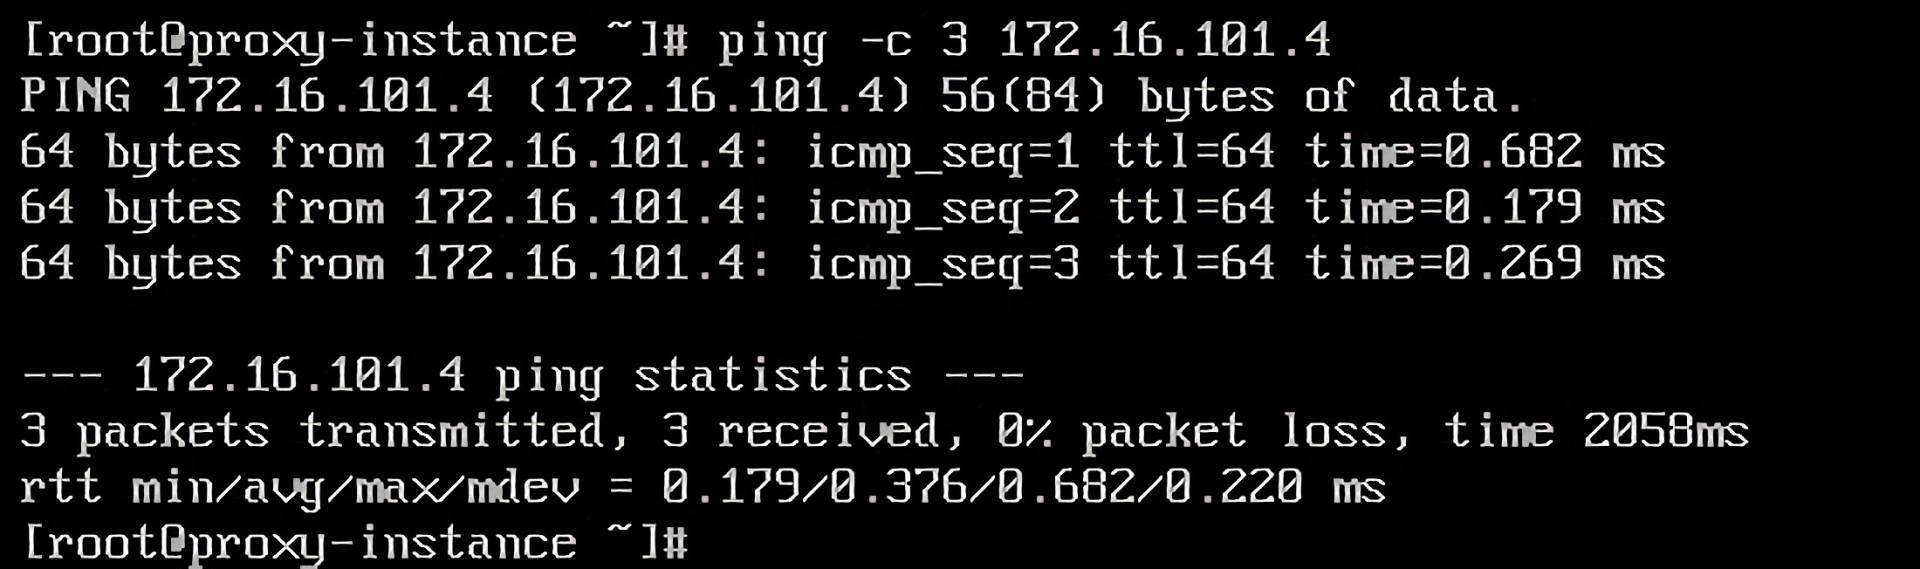 [root@proxy-instance ~]# ping -c 3 172.16.101.4
PING 172.16.101.4 (172.16.101.4) 56(84) bytes of data.
64 bytes from 172.16.101.4: icmp_seq=1 ttl=64 time=0.682 ms
64 bytes from 172.16.101.4: icmp_seq=2 ttl=64 time=0.179 ms
64 bytes from 172.16.101.4: icmp_seq=3 ttl=64 time=0.269 ms
--- 172.16.101.4 ping statistics ---
3 packets transmitted, 3 received, 0% packet loss, time 2058ms
rtt min/avg/max/mdev = 0.179/0.376/0.682/0.220 ms
[root@proxy-instance ~]#